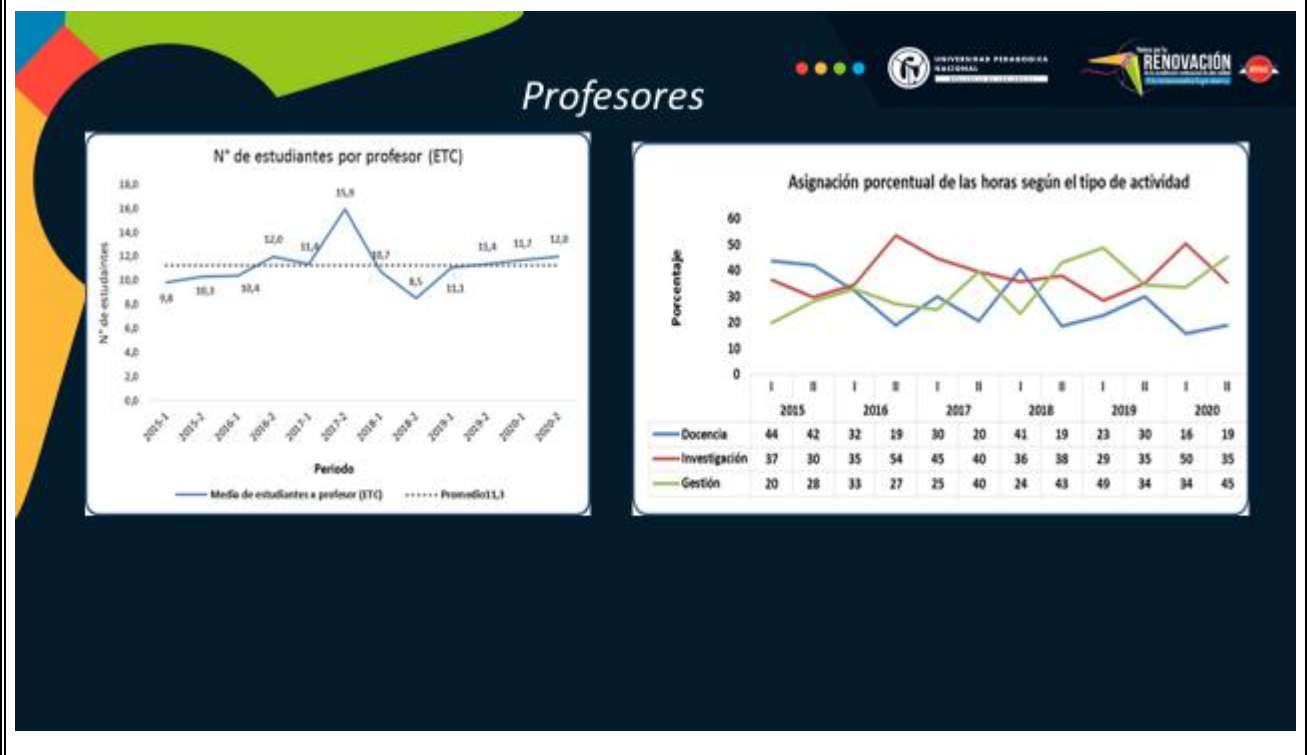 UNIVERSIDAD PEDAGOGICA
NACIONAL
RENOVACIÓN
Profesores
N° de estudiantes por profesor (ETC)
N° de estudiantes
18,0
16,0
14,0
12,0
10,0
8,0
6,0
4,0
2,0
0,0
9,8 10,3 10,4 12,0 11,4 15,9 10,7 8,5 11,1 11,4 11,7 12,0
2015-1 2015-2 2016-1 2016-2 2017-1 2017-2 2018-1 2018-2 2019-1 2019-2 2020-1 2020-2
Periodo
Media de estudiantes a profesor (ETC) Promedio11,3
Asignación porcentual de las horas según el tipo de actividad
Porcentaje
60
50
40
30
20
10
0
I II I II I II I II I II I II
2015 2016 2017 2018 2019 2020
Docencia 44 42 32 19 30 20 41 19 23 30 16 19
Investigación 37 30 35 54 45 40 36 38 29 35 50 35
Gestión 20 28 33 27 25 40 24 43 49 34 34 45